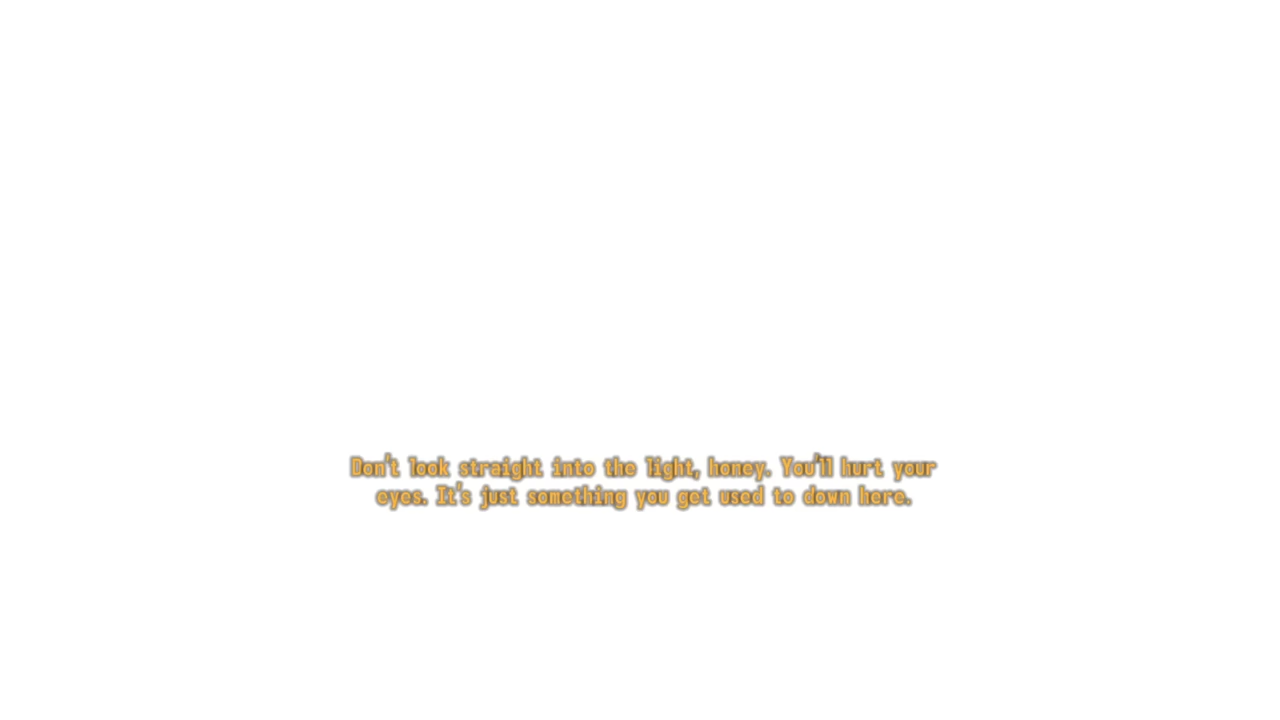 Don't look straight into the light, honey. You'll hurt your
eyes. It's just something you get used to down here.